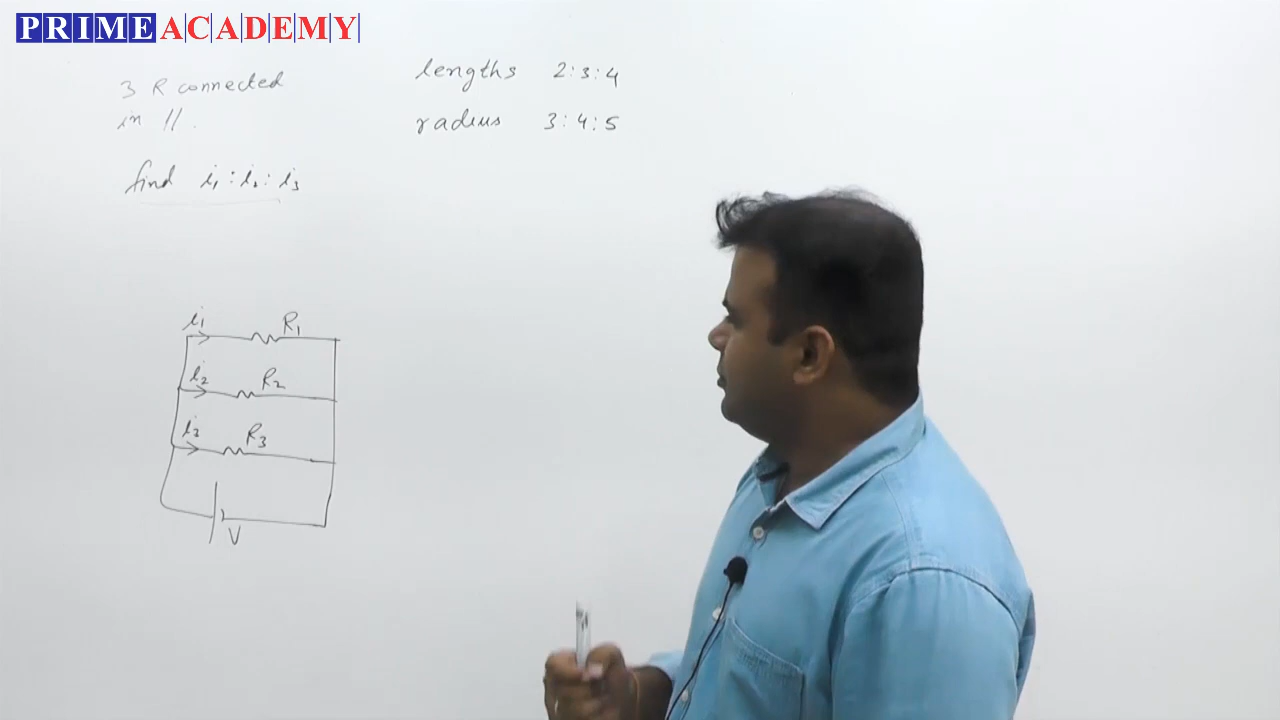 PRIME ACADEMY
3 R connected
in //.
find i₁ : i₂ : i₃
lengths 2:3:4
radius 3:4:5
i₁ R₁
i₂ R₂
i₃ R₃
V